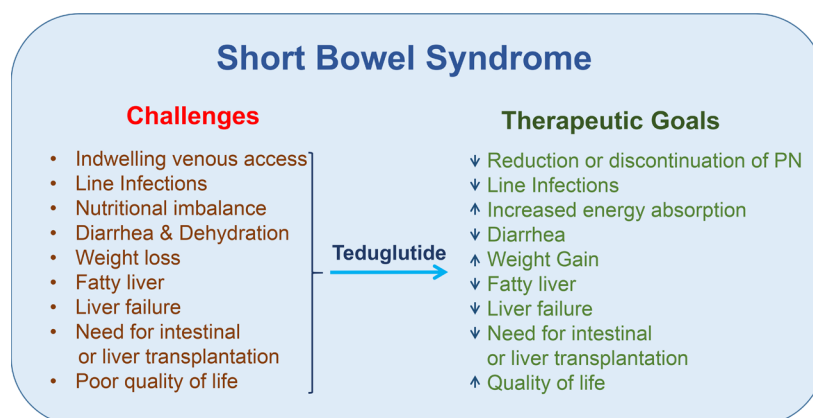 Short Bowel Syndrome
Challenges
• Indwelling venous access
• Line Infections
• Nutritional imbalance
• Diarrhea & Dehydration
• Weight loss
• Fatty liver
• Liver failure
• Need for intestinal
or liver transplantation
• Poor quality of life
Teduglutide
Therapeutic Goals
↓ Reduction or discontinuation of PN
↓ Line Infections
↑ Increased energy absorption
↓ Diarrhea
↑ Weight Gain
↓ Fatty liver
↓ Liver failure
↓ Need for intestinal
or liver transplantation
↑ Quality of life